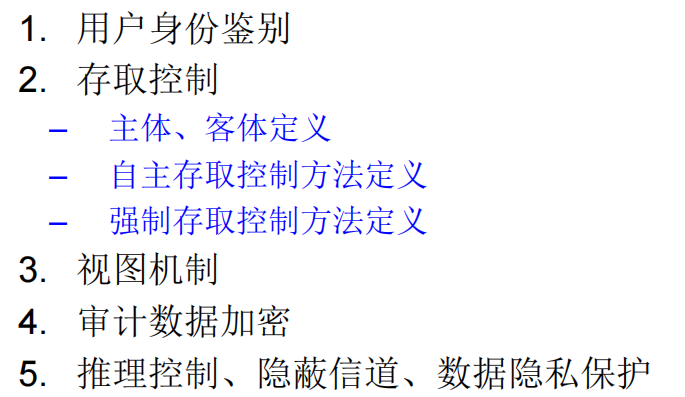 1. 用户身份鉴别
2. 存取控制
– 主体、客体定义
– 自主存取控制方法定义
– 强制存取控制方法定义
3. 视图机制
4. 审计数据加密
5. 推理控制、隐蔽信道、数据隐私保护